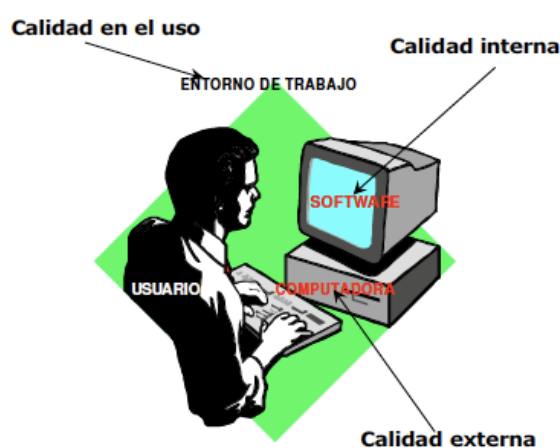 Calidad en el uso
Calidad interna
ENTORNO DE TRABAJO
SOFTWARE
USUARIO
COMPUTADORA
Calidad externa